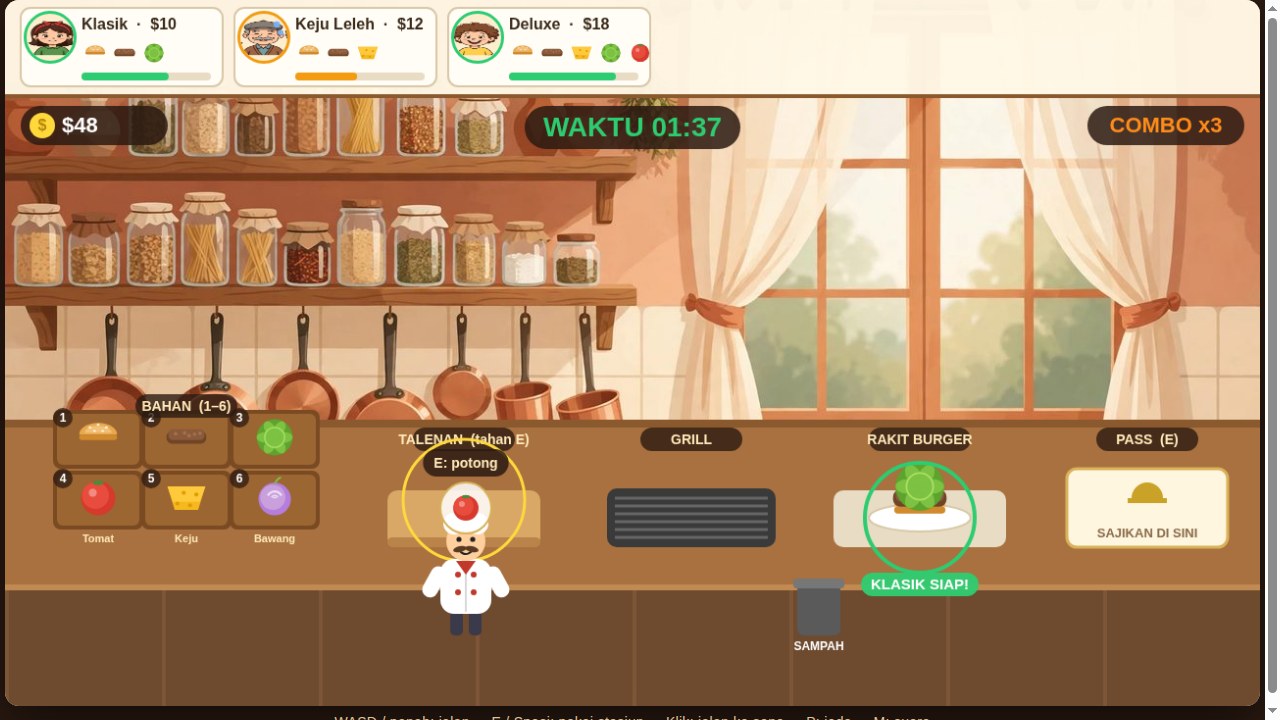 Klasik · $10
Keju Leleh · $12
Deluxe · $18
$48
WAKTU 01:37
COMBO x3
BAHAN (1–6)
1
2
3
4
5
6
Tomat
Keju
Bawang
TALENAN (tahan E)
E: potong
GRILL
RAKIT BURGER
PASS (E)
SAJIKAN DI SINI
KLASIK SIAP!
SAMPAH